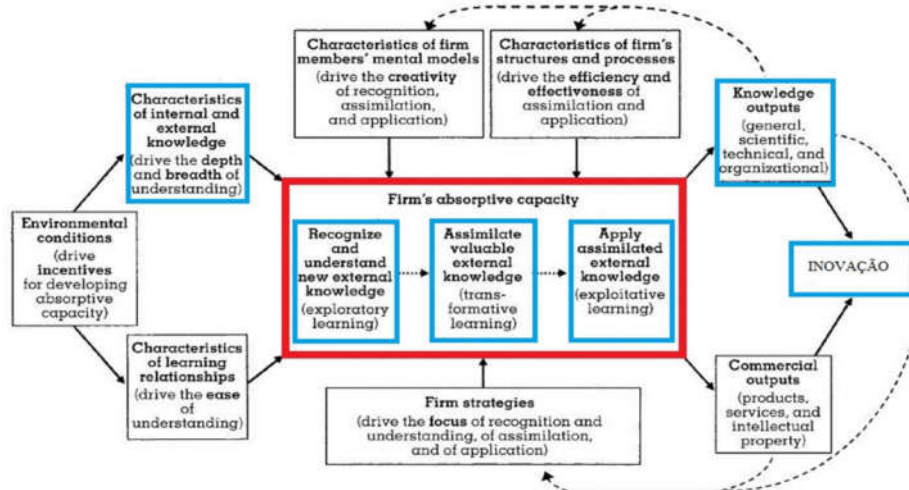 Characteristics of firm
members' mental models
(drive the creativity
of recognition,
assimilation,
and application)
Characteristics of firm's
structures and processes
(drive the efficiency and
effectiveness of
assimilation and
application)
Characteristics
of internal and
external
knowledge
(drive the depth
and breadth of
understanding)
Knowledge
outputs
(general,
scientific,
technical, and
organizational)
Firm's absorptive capacity
Environmental
conditions
(drive
incentives
for developing
absorptive
capacity)
Recognize
and
understand
new external
knowledge
(exploratory
learning)
Assimilate
valuable
external
knowledge
(trans-
formative
learning)
Apply
assimilated
external
knowledge
(exploitative
learning)
INOVAÇÃO
Characteristics
of learning
relationships
(drive the ease
of
understanding)
Firm strategies
(drive the focus of recognition and
understanding, of assimilation,
and of application)
Commercial
outputs
(products,
services, and
intellectual
property)